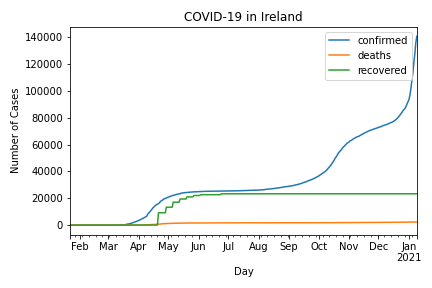 COVID-19 in Ireland
confirmed
deaths
recovered
140000
120000
100000
80000
60000
40000
20000
0
Number of Cases
Feb Mar Apr May Jun Jul Aug Sep Oct Nov Dec Jan
2021
Day